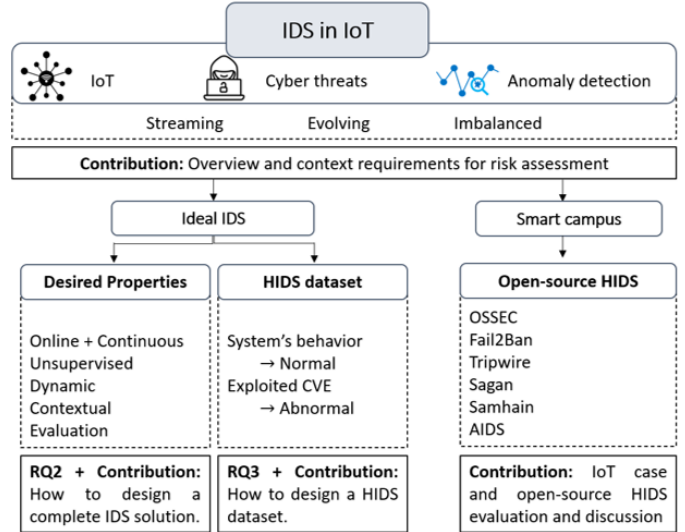 IDS in IoT
IoT
Cyber threats
Anomaly detection
Streaming
Evolving
Imbalanced
Contribution: Overview and context requirements for risk assessment
Ideal IDS
Smart campus
Desired Properties
Online + Continuous
Unsupervised
Dynamic
Contextual
Evaluation
HIDS dataset
System's behavior
→ Normal
Exploited CVE
→ Abnormal
Open-source HIDS
OSSEC
Fail2Ban
Tripwire
Sagan
Samhain
AIDS
RQ2 + Contribution:
How to design a
complete IDS solution.
RQ3 + Contribution:
How to design a HIDS
dataset.
Contribution: IoT case
and open-source HIDS
evaluation and discussion